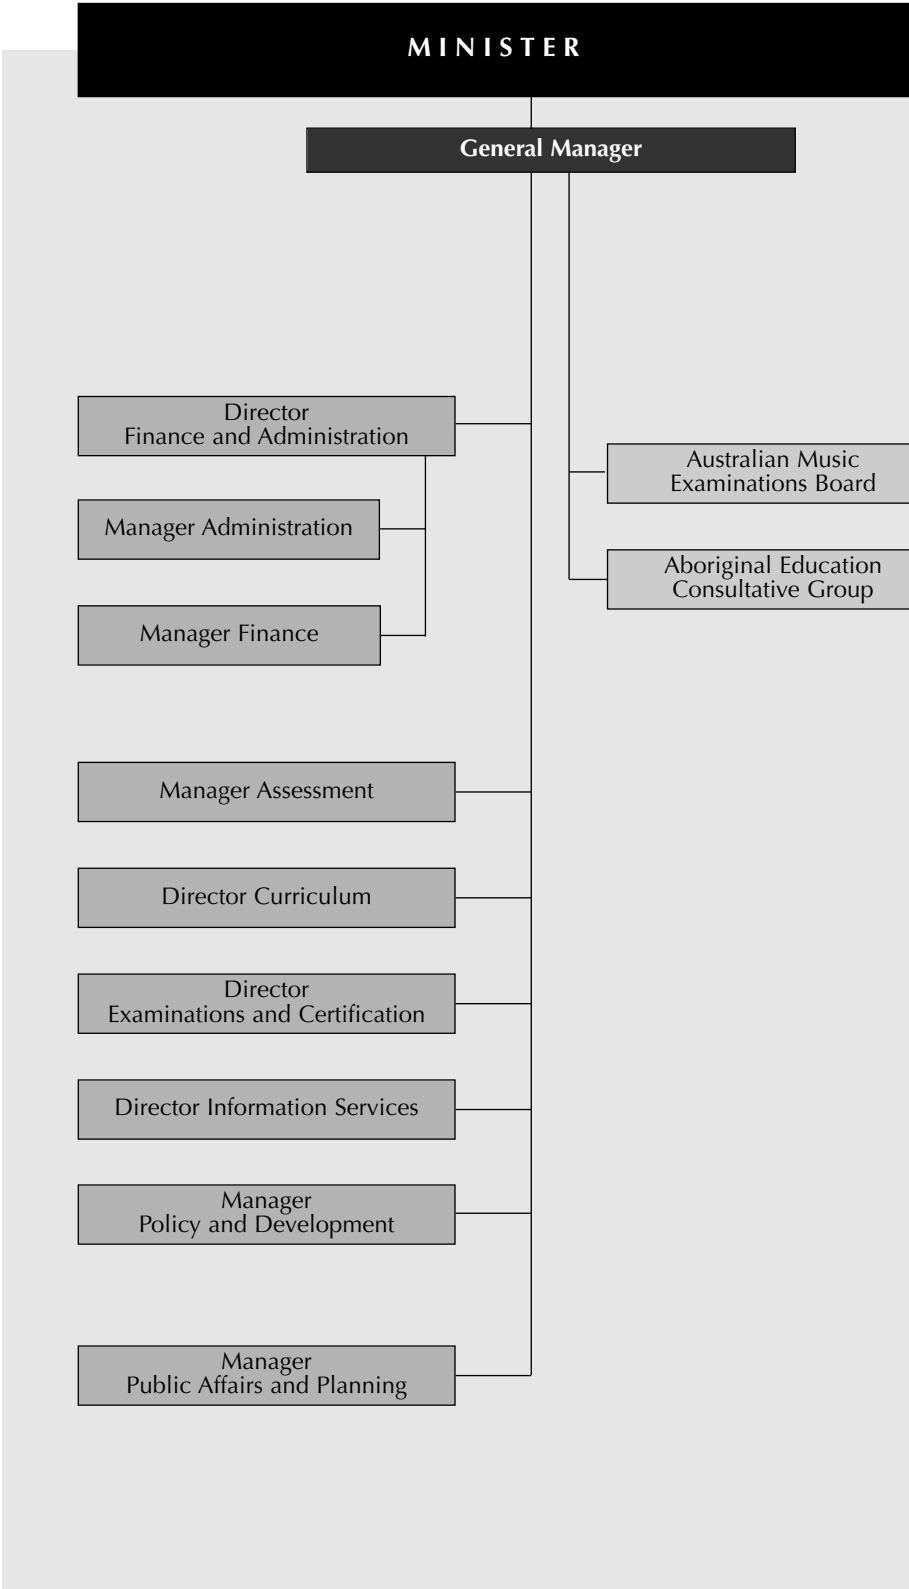 MINISTER
General Manager
Director
Finance and Administration
Manager Administration
Manager Finance
Australian Music
Examinations Board
Aboriginal Education
Consultative Group
Manager Assessment
Director Curriculum
Director
Examinations and Certification
Director Information Services
Manager
Policy and Development
Manager
Public Affairs and Planning